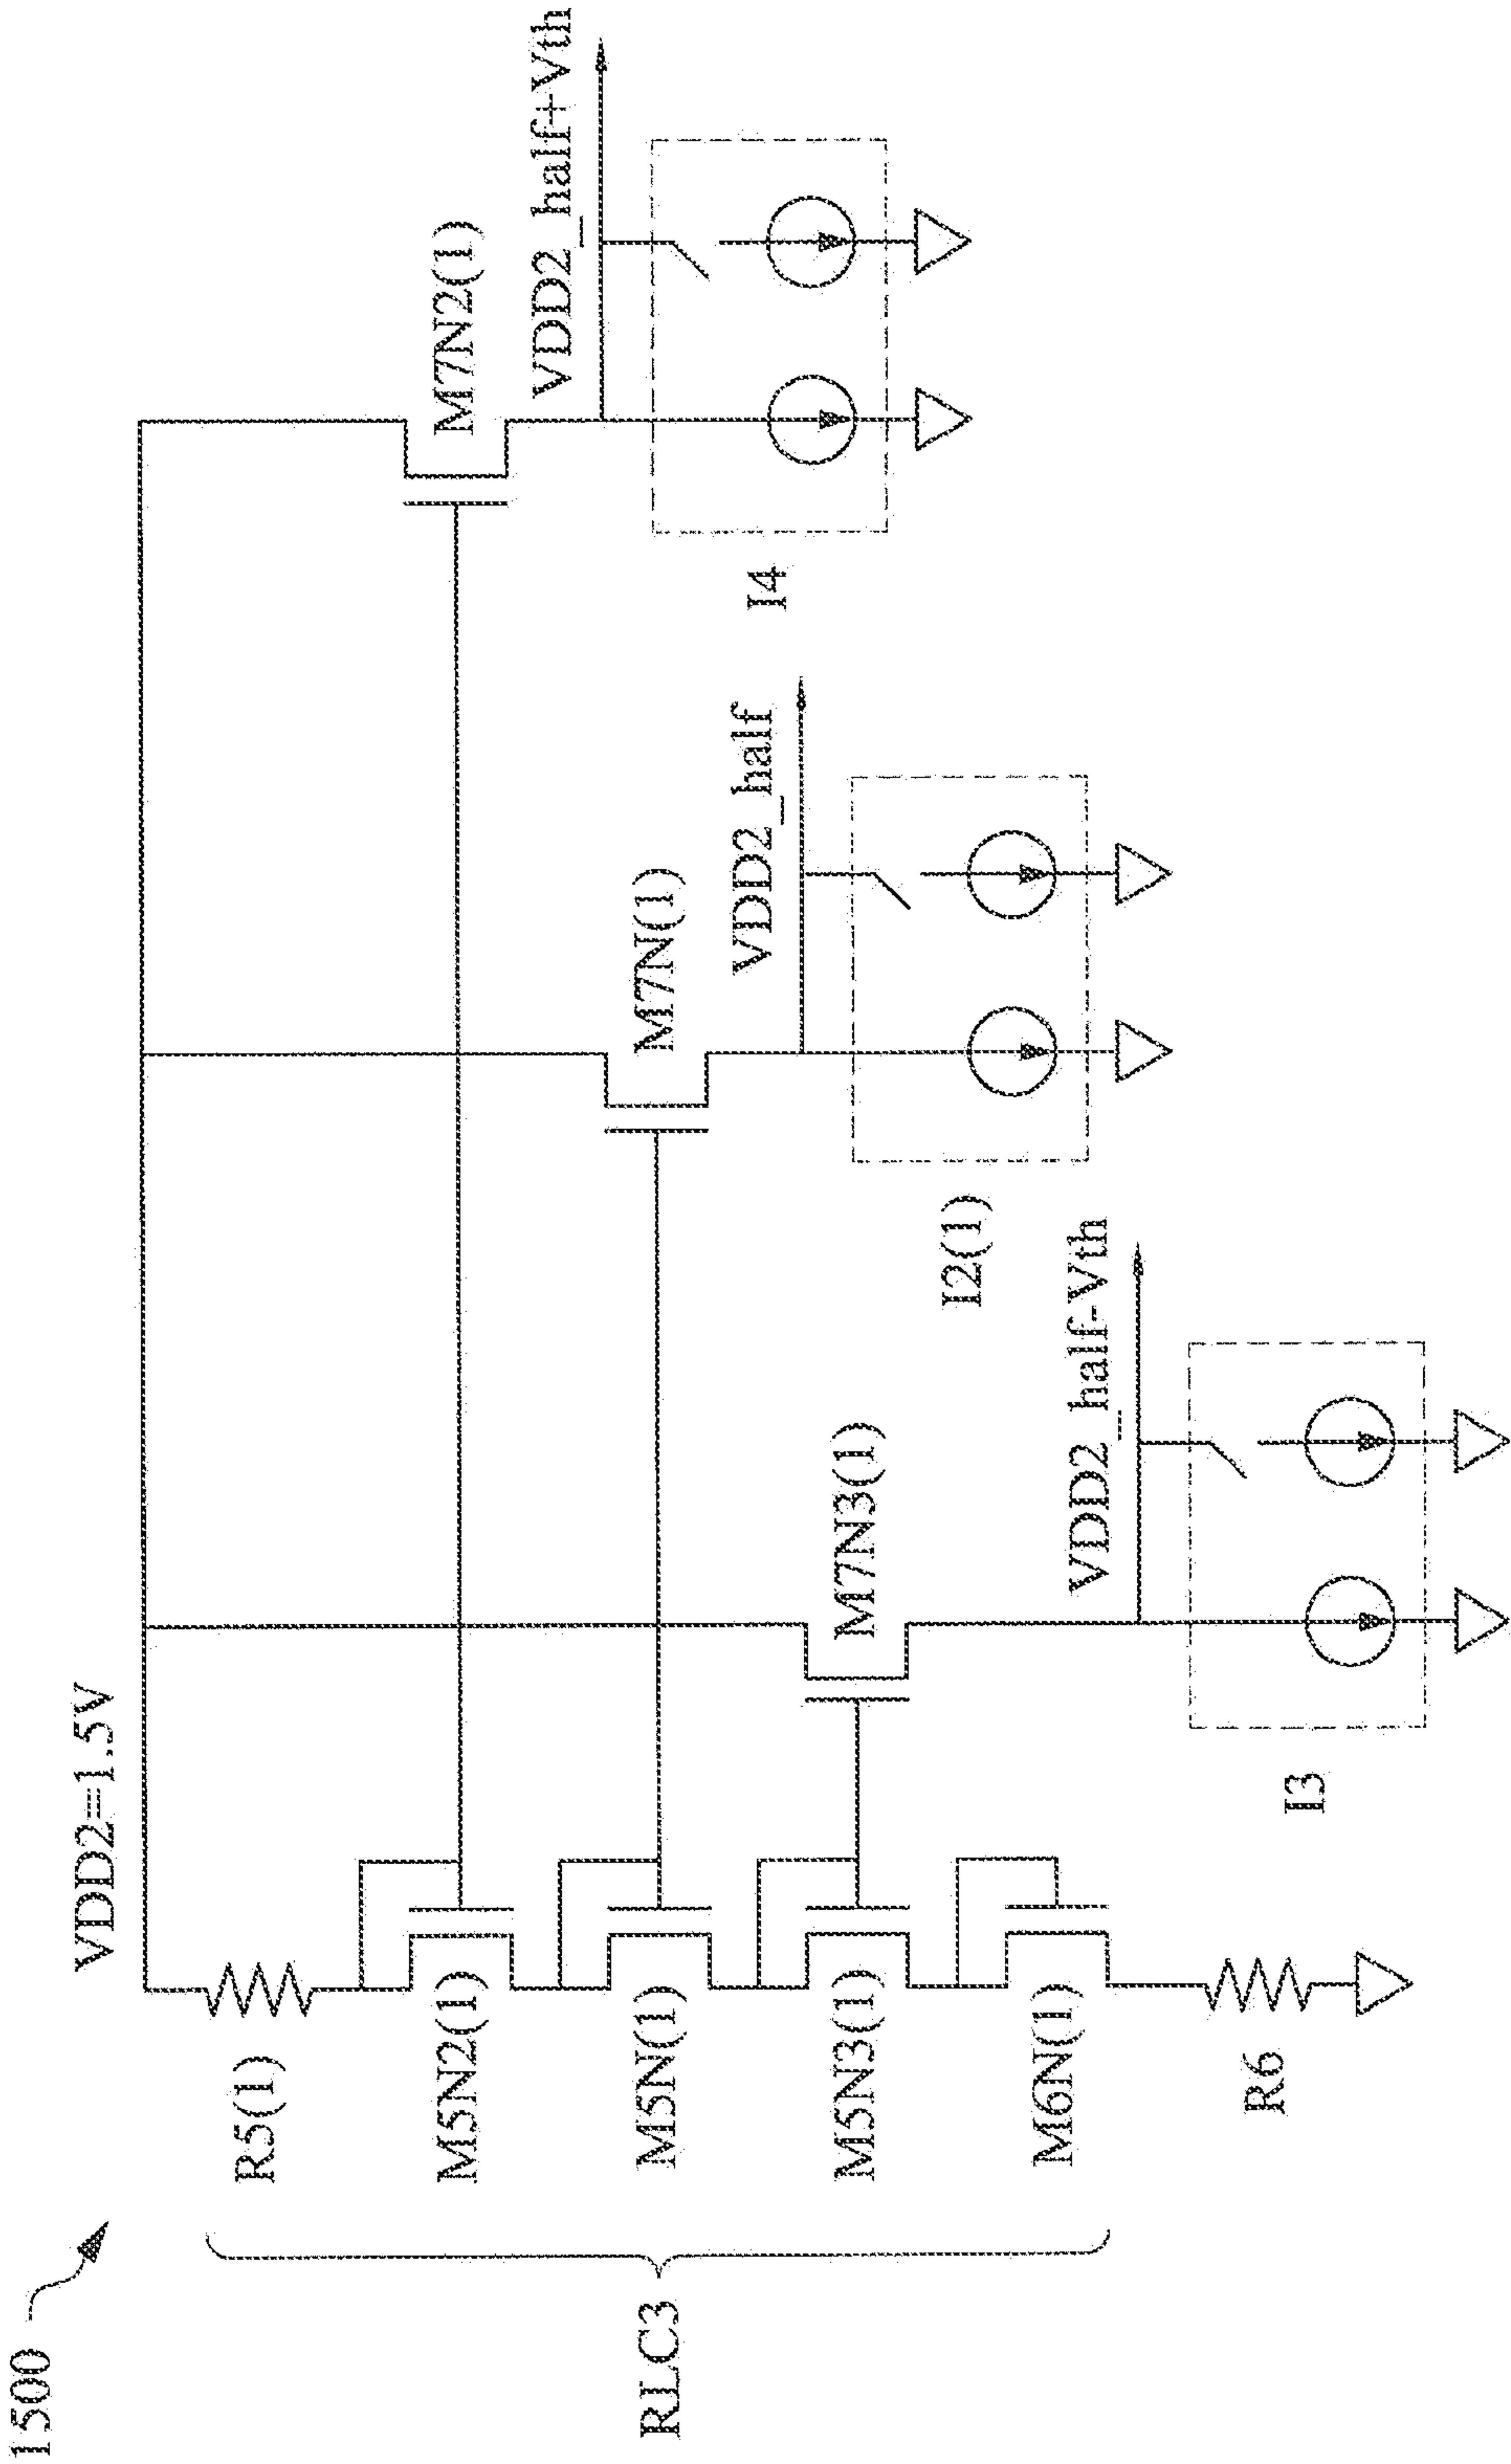 1500
VDD2=1.5V
RLC3
R5(1)
M5N2(1)
M5N(1)
M5N3(1)
M6N(1)
R6
M7N3(1)
VDD2_half-Vth
I3
M7N(1)
VDD2_half
I2(1)
M7N2(1)
VDD2_half+Vth
I4